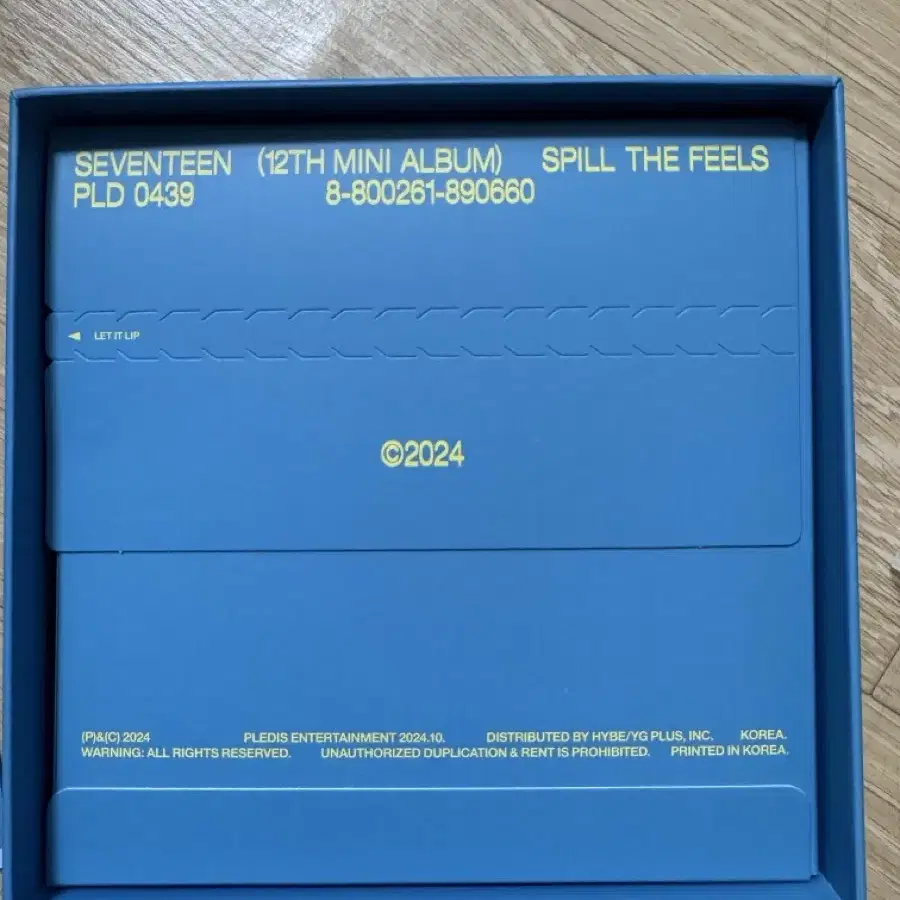 SEVENTEEN (12TH MINI ALBUM) SPILL THE FEELS
PLD 0439 8-800261-890660
◄ LET IT LIP
©2024
(P)&(C) 2024 PLEDIS ENTERTAINMENT 2024.10. DISTRIBUTED BY HYBE/YG PLUS, INC. KOREA.
WARNING: ALL RIGHTS RESERVED. UNAUTHORIZED DUPLICATION & RENT IS PROHIBITED. PRINTED IN KOREA.